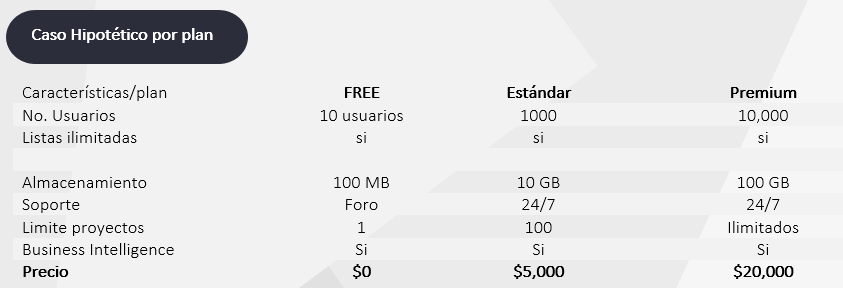 Caso Hipotético por plan
Características/plan FREE Estándar Premium
No. Usuarios 10 usuarios 1000 10,000
Listas ilimitadas si si si
Almacenamiento 100 MB 10 GB 100 GB
Soporte Foro 24/7 24/7
Limite proyectos 1 100 Ilimitados
Business Intelligence Si Si Si
Precio $0 $5,000 $20,000